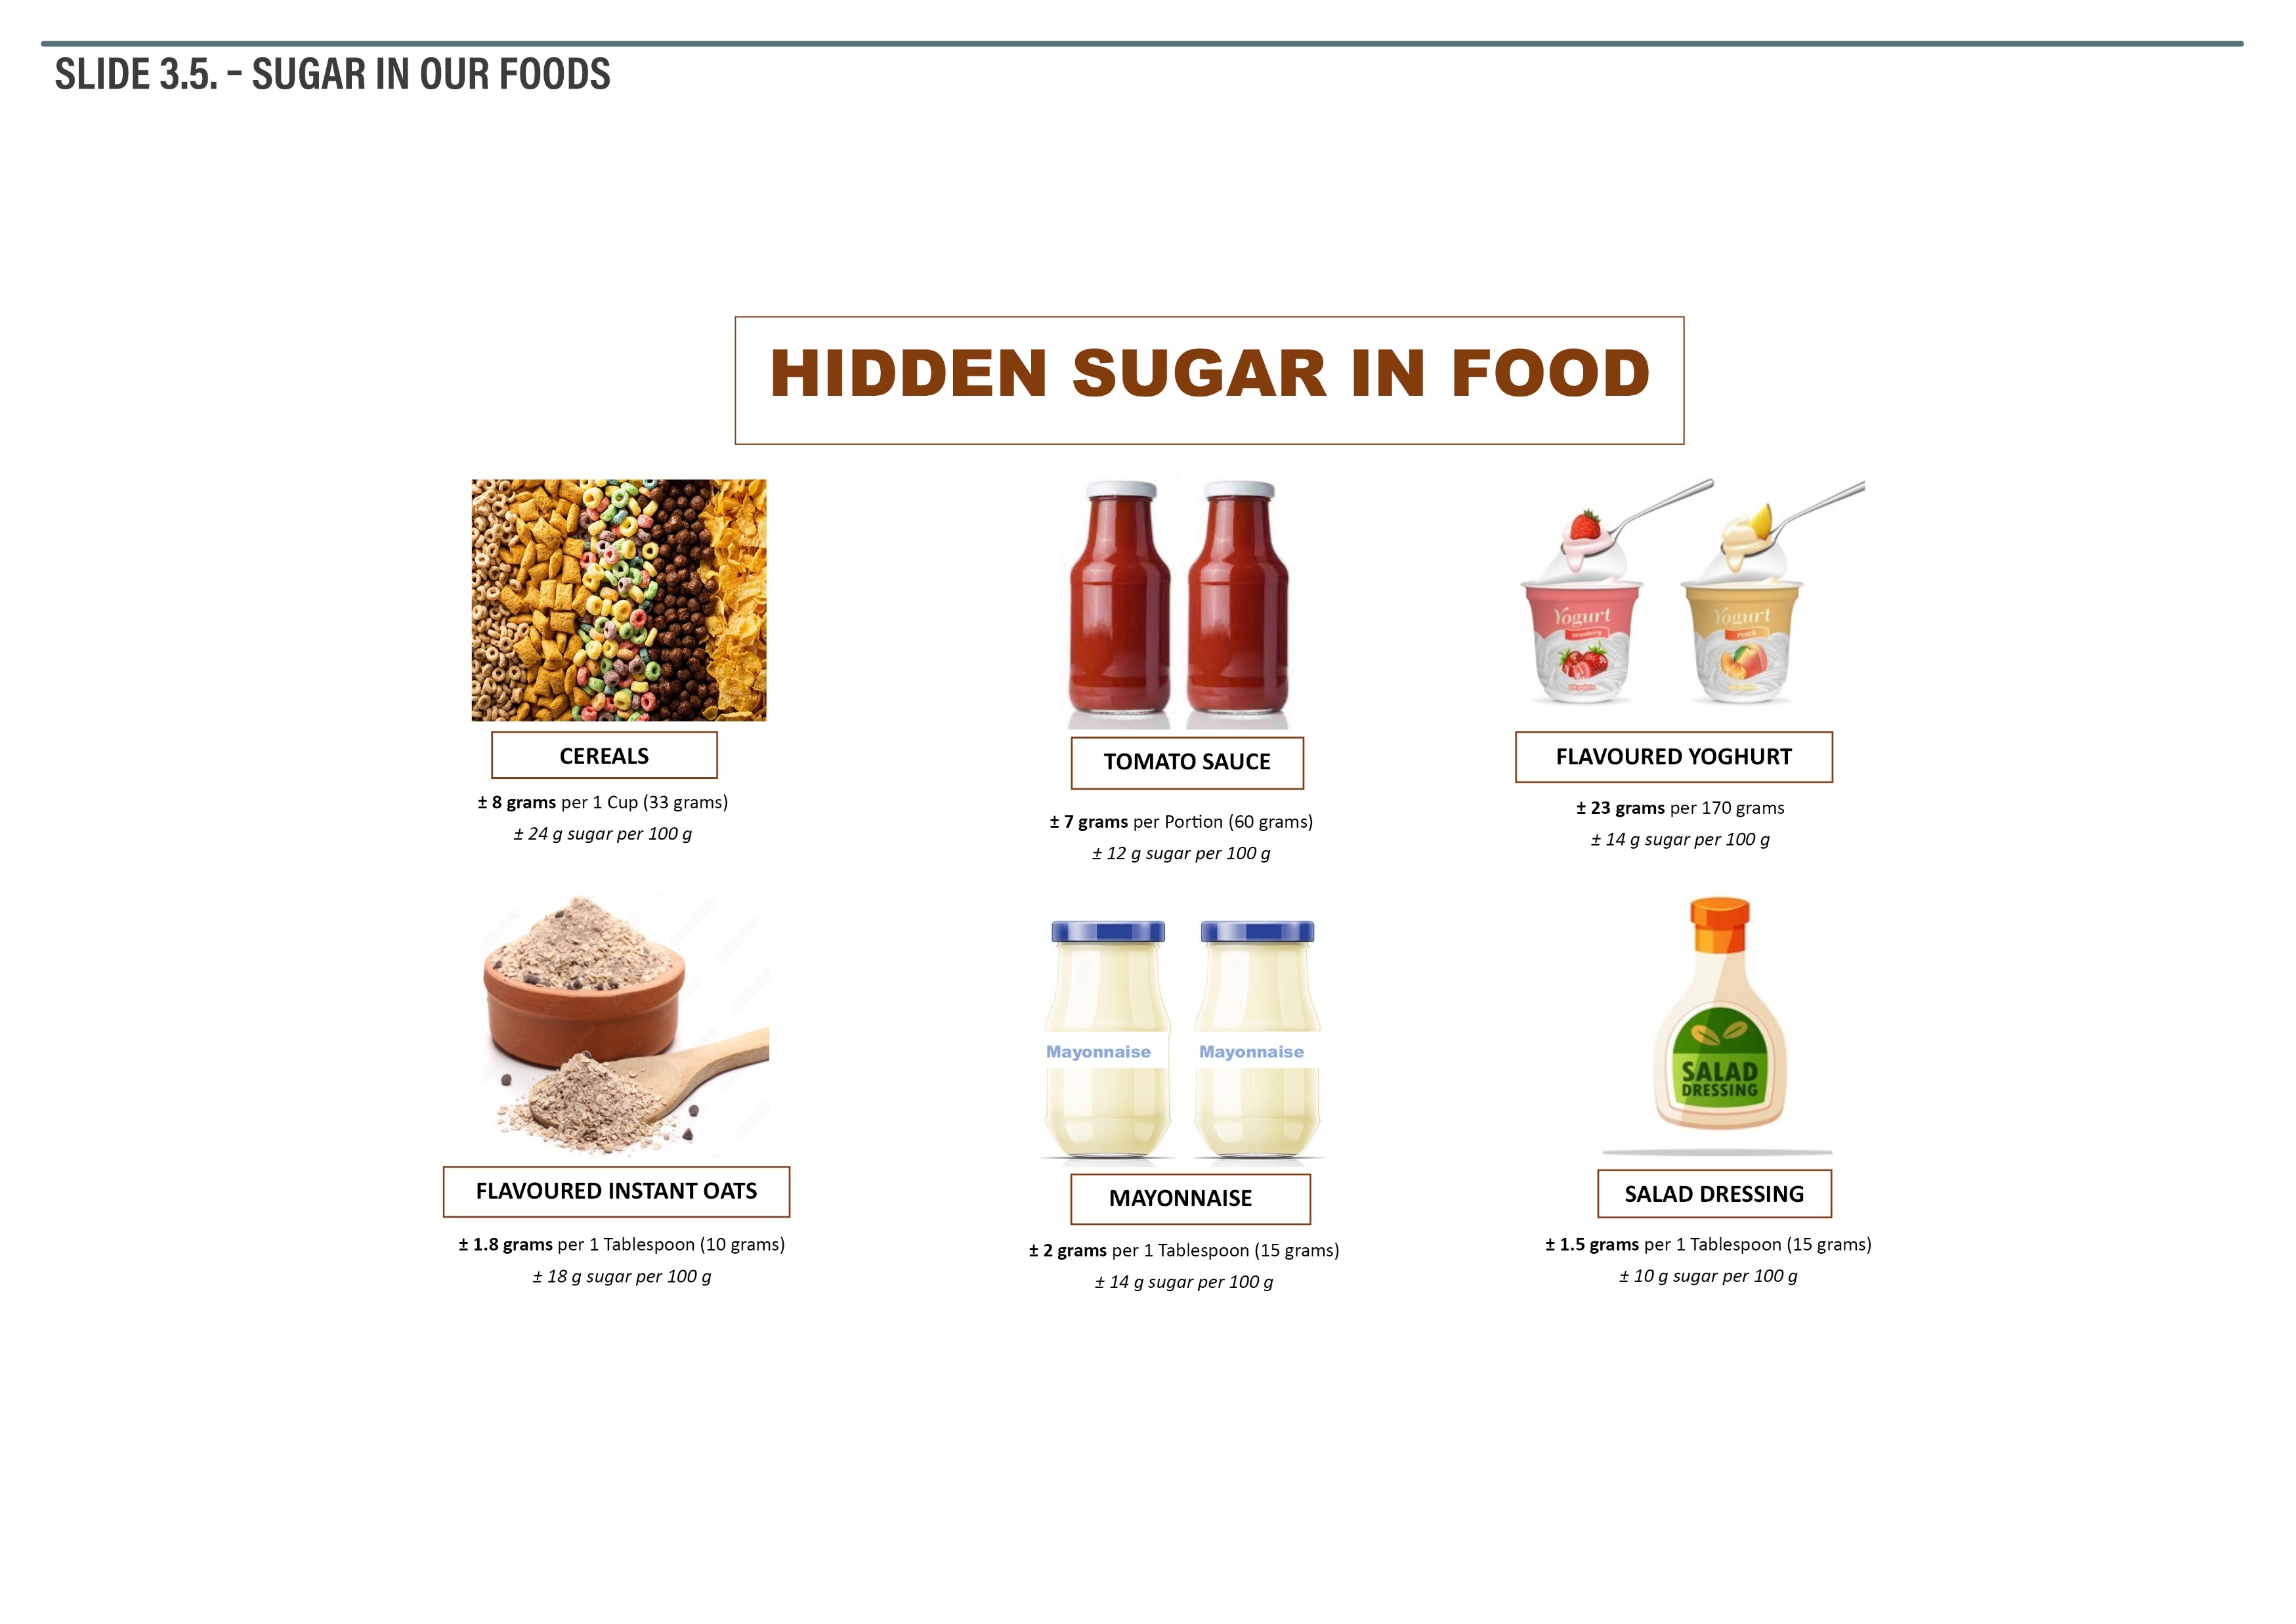 SLIDE 3.5. - SUGAR IN OUR FOODS
HIDDEN SUGAR IN FOOD
Yogurt
Strawberry
Yogurt
Peach
CEREALS
± 8 grams per 1 Cup (33 grams)
± 24 g sugar per 100 g
TOMATO SAUCE
± 7 grams per Portion (60 grams)
± 12 g sugar per 100 g
FLAVOURED YOGHURT
± 23 grams per 170 grams
± 14 g sugar per 100 g
Mayonnaise
Mayonnaise
SALAD
DRESSING
FLAVOURED INSTANT OATS
± 1.8 grams per 1 Tablespoon (10 grams)
± 18 g sugar per 100 g
MAYONNAISE
± 2 grams per 1 Tablespoon (15 grams)
± 14 g sugar per 100 g
SALAD DRESSING
± 1.5 grams per 1 Tablespoon (15 grams)
± 10 g sugar per 100 g